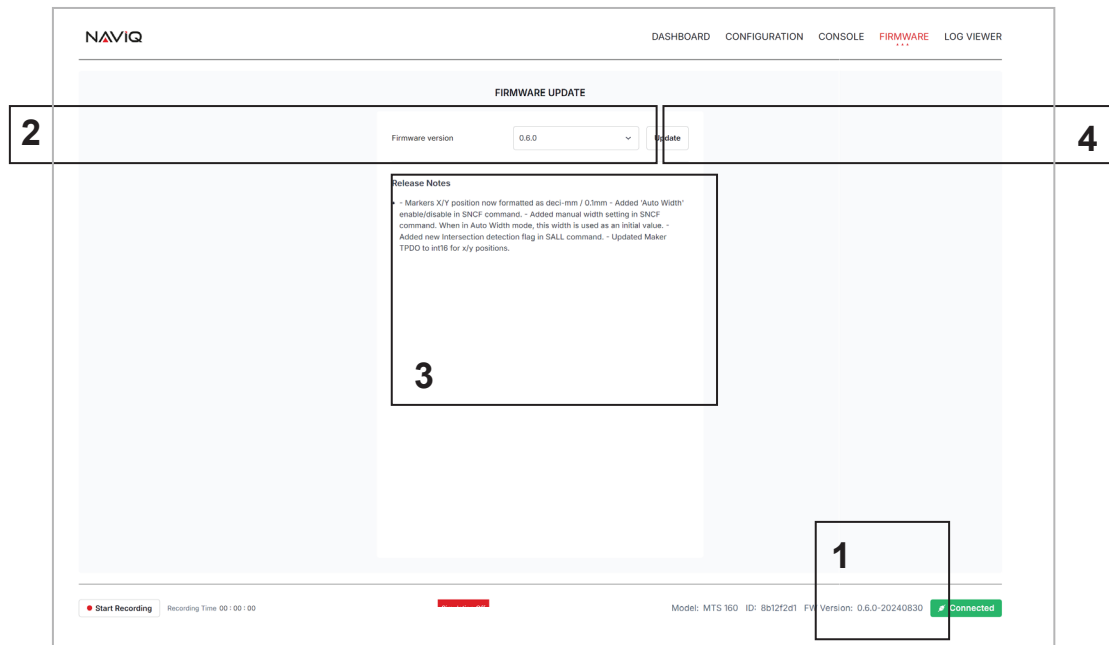 NAVIQ
DASHBOARD CONFIGURATION CONSOLE FIRMWARE LOG VIEWER
FIRMWARE UPDATE
2
Firmware version 0.6.0 Update
4
Release Notes
- Markers X/Y position now formatted as deci-mm / 0.1mm - Added 'Auto Width'
enable/disable in SNCF command. - Added manual width setting in SNCF
command. When in Auto Width mode, this width is used as an initial value. -
Added new Intersection detection flag in SALL command. - Updated Maker
TPDO to int16 for x/y positions.
3
1
Start Recording Recording Time 00 : 00 : 00
Model: MTS 160 ID: 8b12f2d1 FW Version: 0.6.0-20240830 Connected